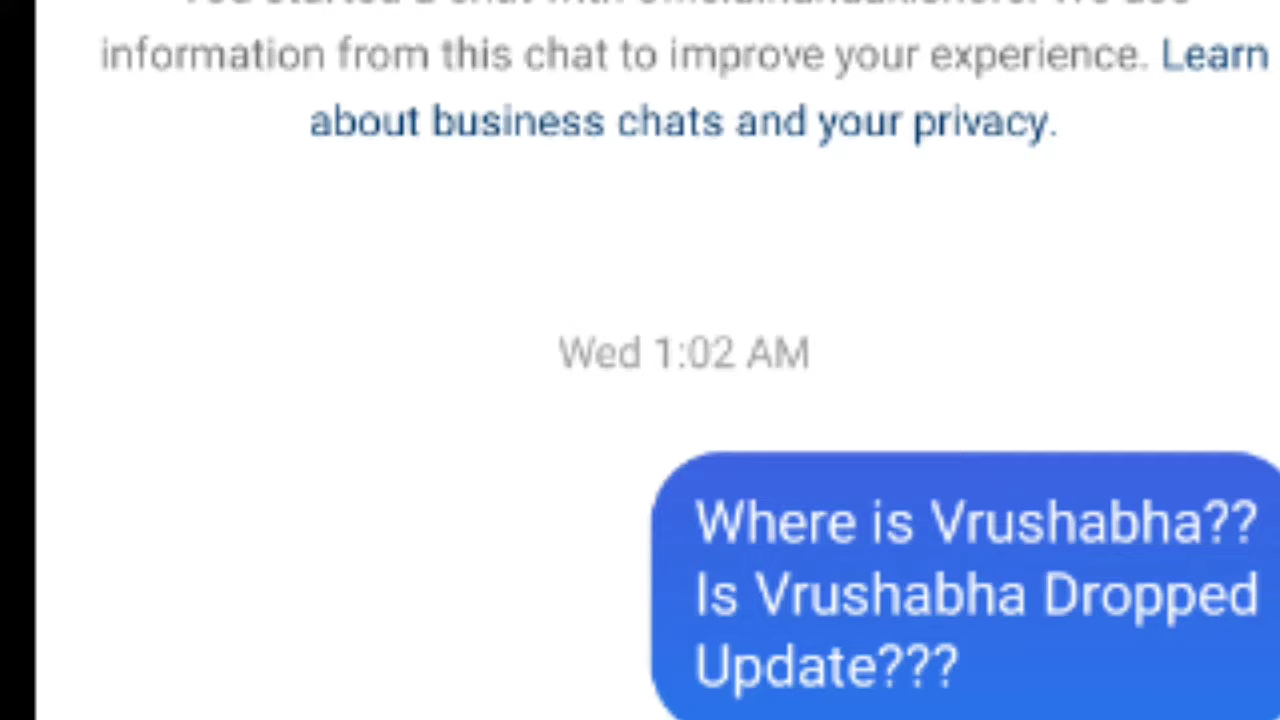 information from this chat to improve your experience. Learn
about business chats and your privacy.
Wed 1:02 AM
Where is Vrushabha??
Is Vrushabha Dropped
Update???